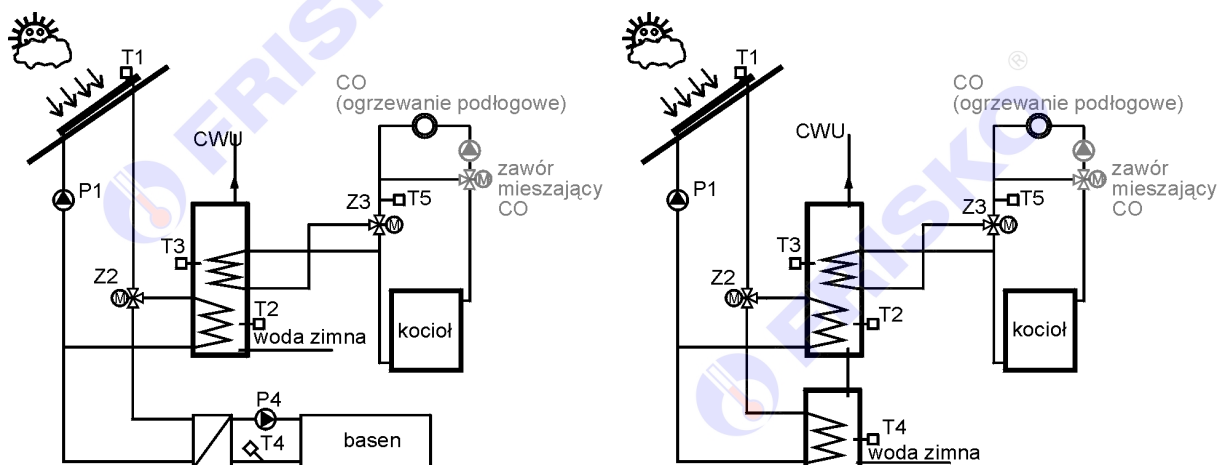 T1
CO
(ogrzewanie podłogowe)
CWU
P1
zawór
mieszający
CO
M
T5
Z3
M
T3
Z2
M
T2
woda zimna
kocioł
P4
T4
basen
FRISKO
T1
CO
(ogrzewanie podłogowe)
CWU
P1
zawór
mieszający
CO
M
T5
Z3
M
T3
Z2
M
T2
kocioł
T4
woda zimna
FRISKO
®